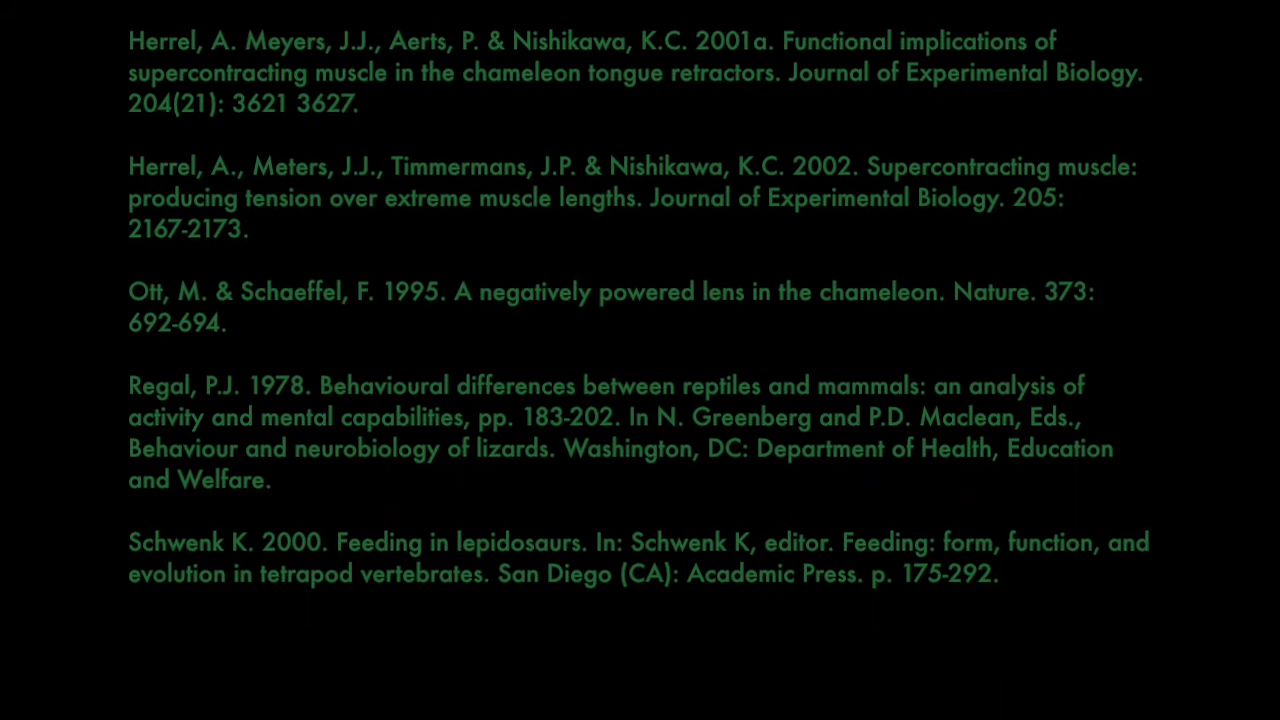 Herrel, A. Meyers, J.J., Aerts, P. & Nishikawa, K.C. 2001a. Functional implications of
supercontracting muscle in the chameleon tongue retractors. Journal of Experimental Biology.
204(21): 3621 3627.
Herrel, A., Meters, J.J., Timmermans, J.P. & Nishikawa, K.C. 2002. Supercontracting muscle:
producing tension over extreme muscle lengths. Journal of Experimental Biology. 205:
2167-2173.
Ott, M. & Schaeffel, F. 1995. A negatively powered lens in the chameleon. Nature. 373:
692-694.
Regal, P.J. 1978. Behavioural differences between reptiles and mammals: an analysis of
activity and mental capabilities, pp. 183-202. In N. Greenberg and P.D. Maclean, Eds.,
Behaviour and neurobiology of lizards. Washington, DC: Department of Health, Education
and Welfare.
Schwenk K. 2000. Feeding in lepidosaurs. In: Schwenk K, editor. Feeding: form, function, and
evolution in tetrapod vertebrates. San Diego (CA): Academic Press. p. 175-292.